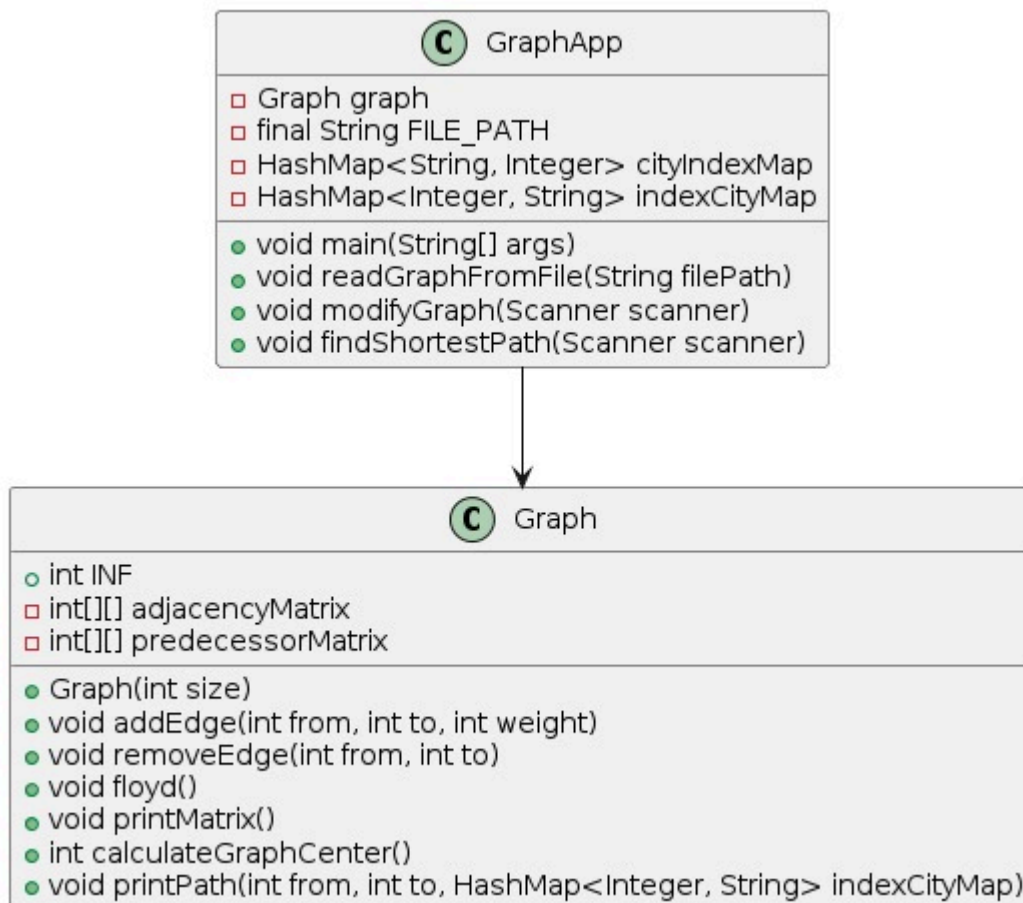 C GraphApp
Graph graph
final String FILE_PATH
HashMap<String, Integer> cityIndexMap
HashMap<Integer, String> indexCityMap
void main(String[] args)
void readGraphFromFile(String filePath)
void modifyGraph(Scanner scanner)
void findShortestPath(Scanner scanner)
C Graph
int INF
int[][] adjacencyMatrix
int[][] predecessorMatrix
Graph(int size)
void addEdge(int from, int to, int weight)
void removeEdge(int from, int to)
void floyd()
void printMatrix()
int calculateGraphCenter()
void printPath(int from, int to, HashMap<Integer, String> indexCityMap)